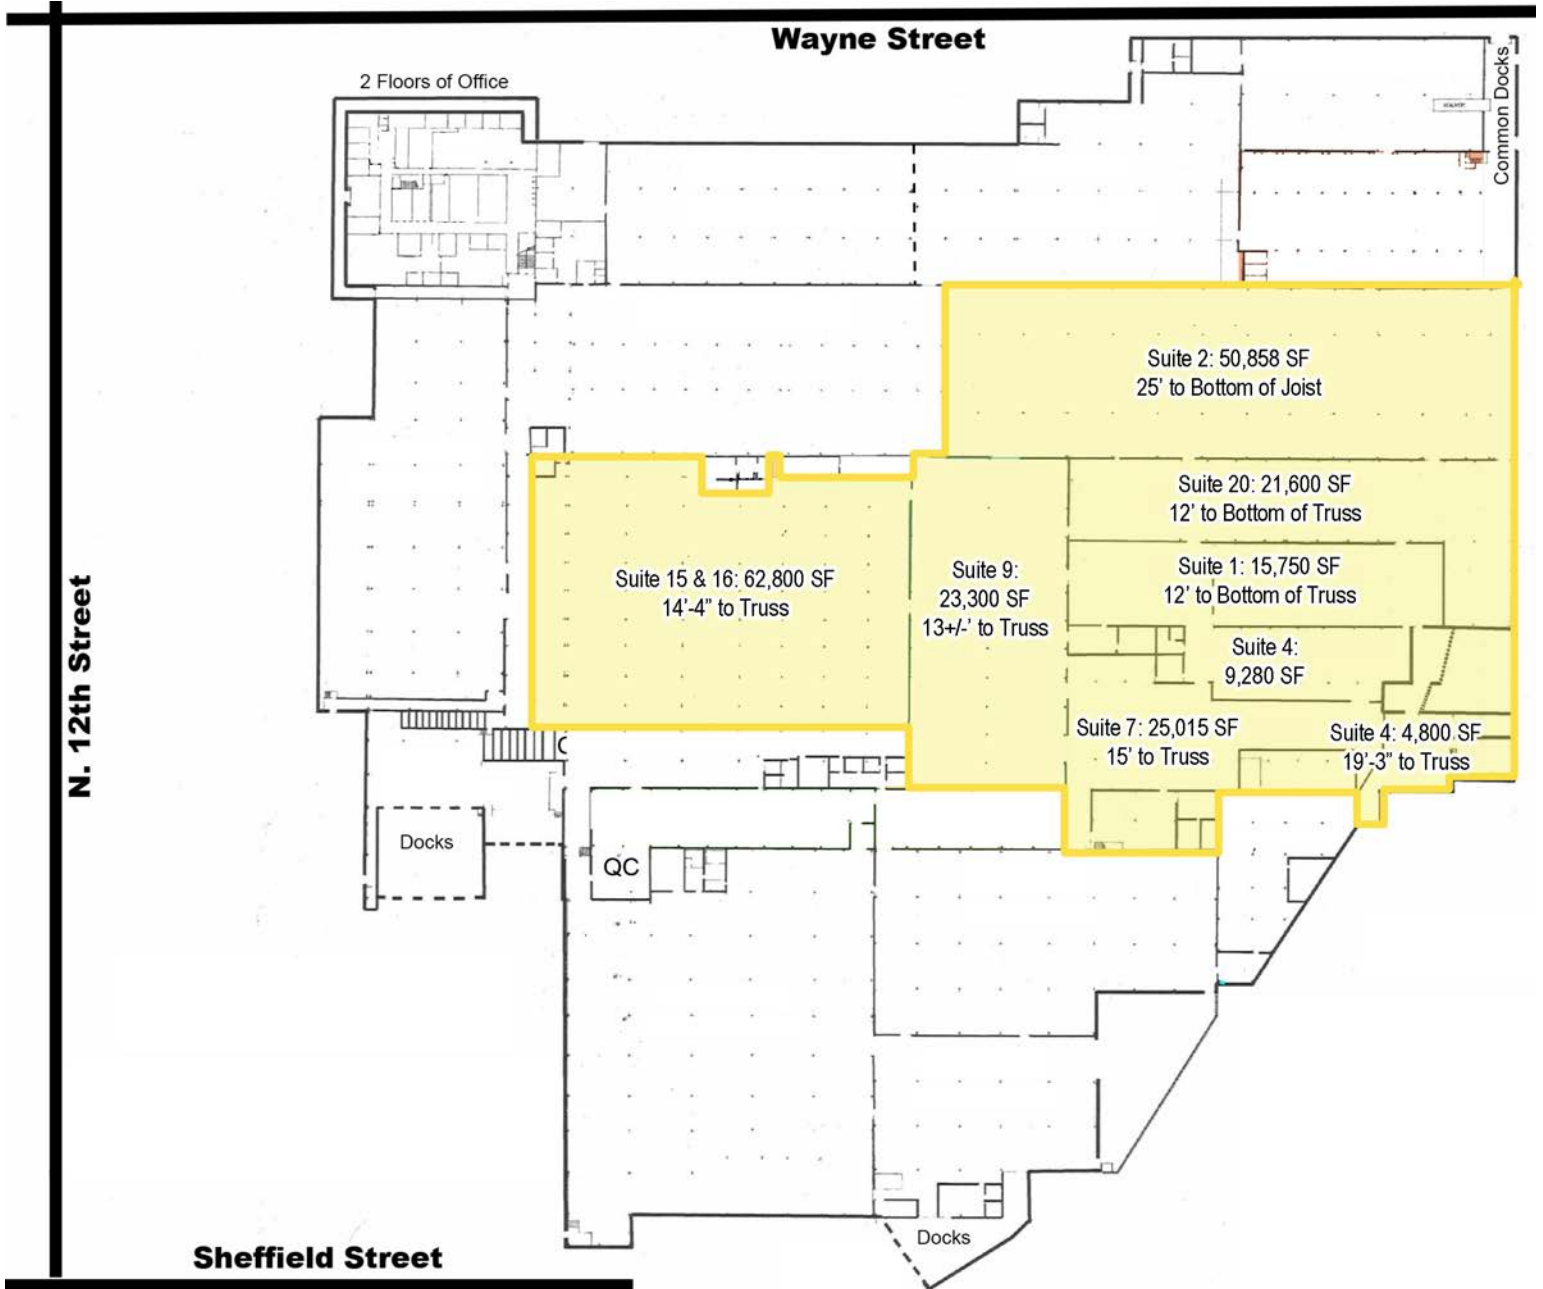 Wayne Street
2 Floors of Office
Common Docks
Suite 2: 50,858 SF
25' to Bottom of Joist
Suite 20: 21,600 SF
12' to Bottom of Truss
Suite 15 & 16: 62,800 SF
14'-4" to Truss
Suite 9:
23,300 SF
13+/-' to Truss
Suite 1: 15,750 SF
12' to Bottom of Truss
Suite 4:
9,280 SF
Suite 7: 25,015 SF
15' to Truss
Suite 4: 4,800 SF
19'-3" to Truss
N. 12th Street
Docks
QC
Docks
Sheffield Street